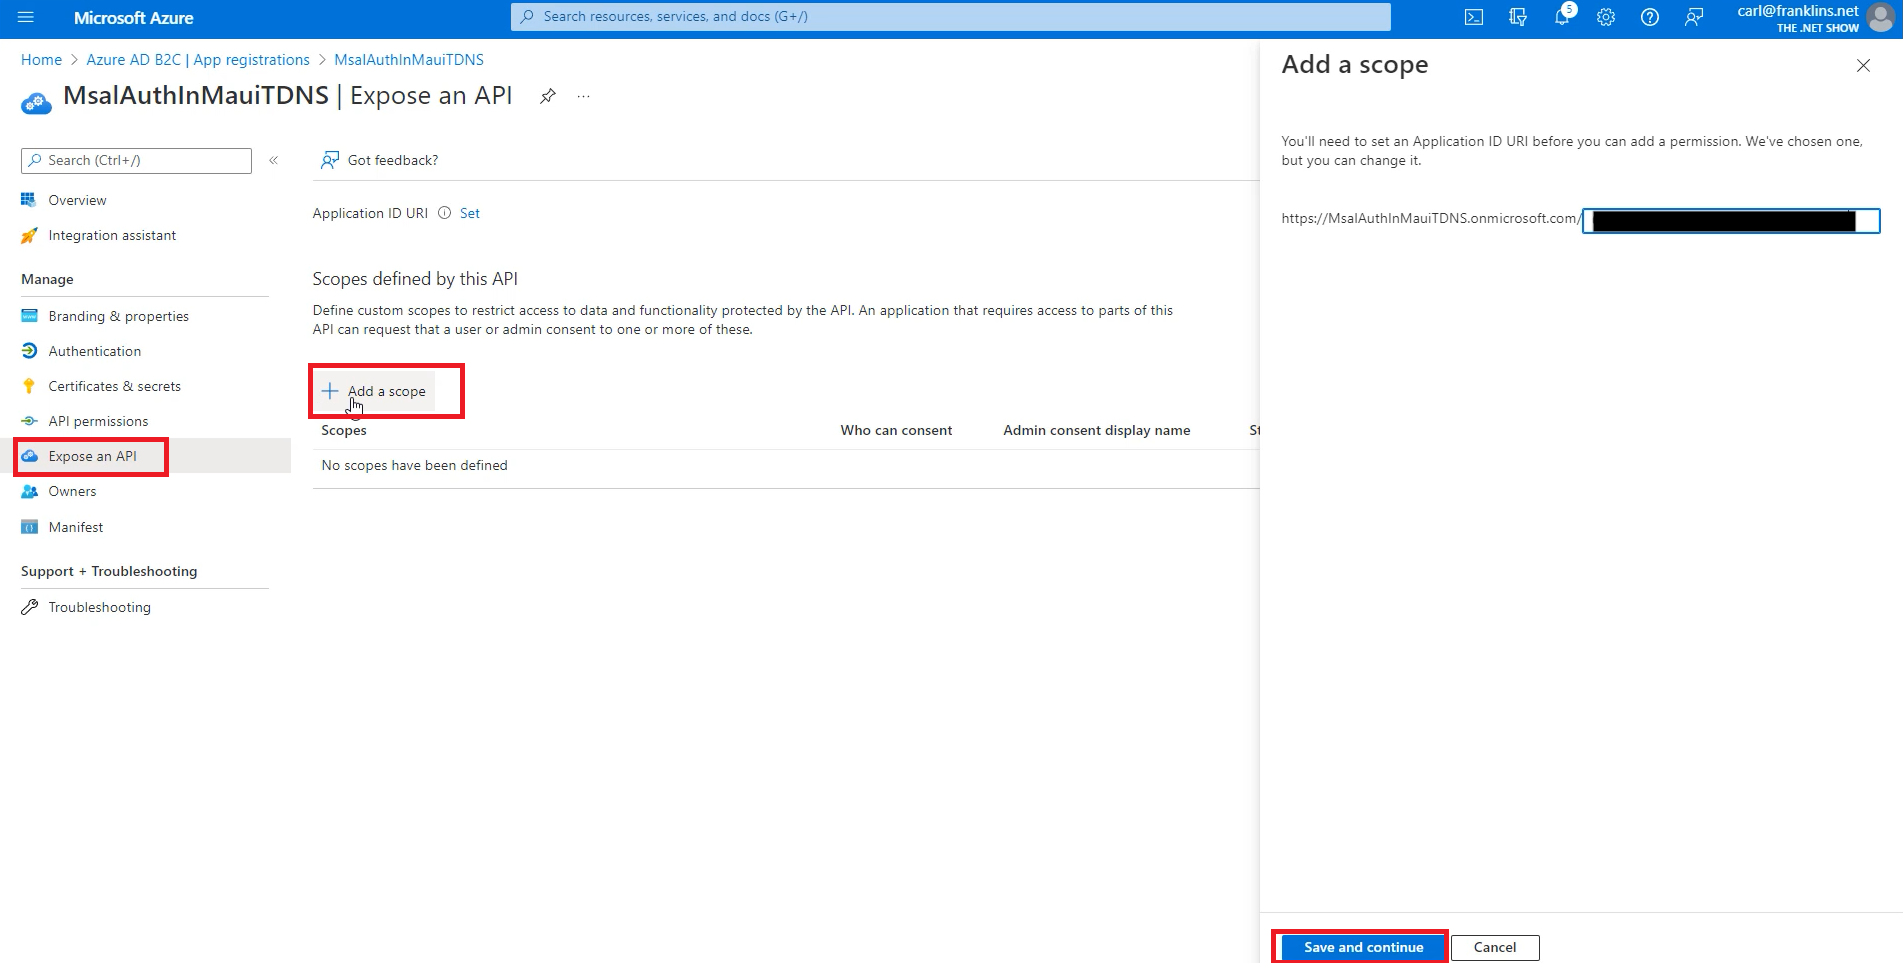 Microsoft Azure
Search resources, services, and docs (G+/)
5
carl@franklins.net
THE .NET SHOW
Home > Azure AD B2C | App registrations > MsalAuthInMauiTDNS
MsalAuthInMauiTDNS | Expose an API
...
Search (Ctrl+/)
«
Overview
Integration assistant
Manage
Branding & properties
Authentication
Certificates & secrets
API permissions
Expose an API
Owners
Manifest
Support + Troubleshooting
Troubleshooting
Got feedback?
Application ID URI Set
Scopes defined by this API
Define custom scopes to restrict access to data and functionality protected by the API. An application that requires access to parts of this
API can request that a user or admin consent to one or more of these.
Add a scope
Scopes Who can consent Admin consent display name St
No scopes have been defined
Add a scope
You'll need to set an Application ID URI before you can add a permission. We've chosen one,
but you can change it.
https://MsalAuthInMauiTDNS.onmicrosoft.com/
Save and continue Cancel